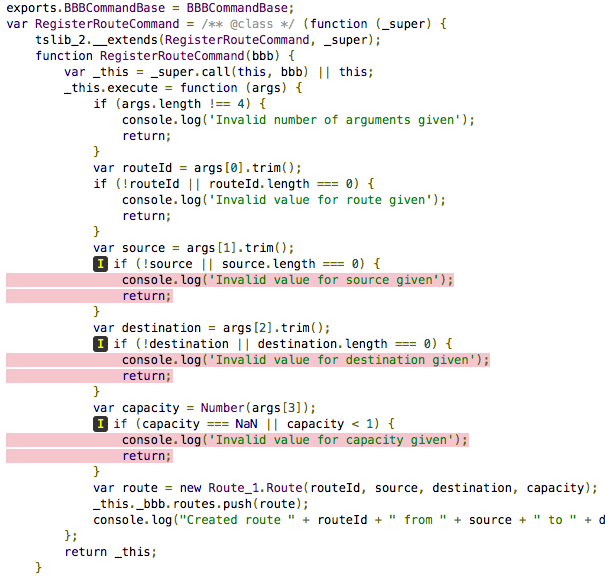 exports.BBBCommandBase = BBBCommandBase;
var RegisterRouteCommand = /** @class */ (function (_super) {
    tslib_2.__extends(RegisterRouteCommand, _super);
    function RegisterRouteCommand(bbb) {
        var _this = _super.call(this, bbb) || this;
        _this.execute = function (args) {
            if (args.length !== 4) {
                console.log('Invalid number of arguments given');
                return;
            }
            var routeId = args[0].trim();
            if (!routeId || routeId.length === 0) {
                console.log('Invalid value for route given');
                return;
            }
            var source = args[1].trim();
            I if (!source || source.length === 0) {
                console.log('Invalid value for source given');
                return;
            }
            var destination = args[2].trim();
            I if (!destination || destination.length === 0) {
                console.log('Invalid value for destination given');
                return;
            }
            var capacity = Number(args[3]);
            I if (capacity === NaN || capacity < 1) {
                console.log('Invalid value for capacity given');
                return;
            }
            var route = new Route_1.Route(routeId, source, destination, capacity);
            _this._bbb.routes.push(route);
            console.log("Created route " + routeId + " from " + source + " to " + d
        };
        return _this;
    }